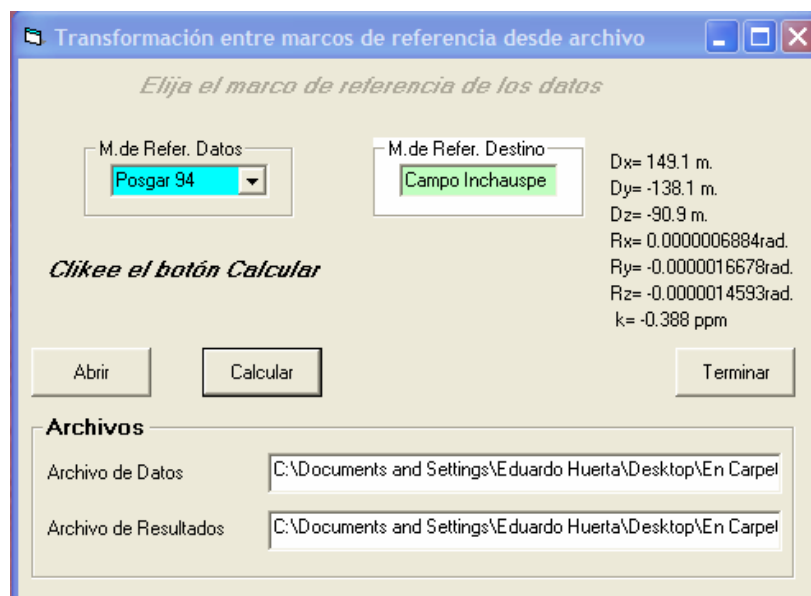 Transformación entre marcos de referencia desde archivo
Elija el marco de referencia de los datos
M.de Refer. Datos
Posgar 94
M.de Refer. Destino
Campo Inchauspe
Dx= 149.1 m.
Dy= -138.1 m.
Dz= -90.9 m.
Rx= 0.0000006884rad.
Ry= -0.0000016678rad.
Rz= -0.0000014593rad.
k= -0.388 ppm
Clikee el botón Calcular
Abrir
Calcular
Terminar
Archivos
Archivo de Datos
C:\Documents and Settings\Eduardo Huerta\Desktop\En Carpet
Archivo de Resultados
C:\Documents and Settings\Eduardo Huerta\Desktop\En Carpet